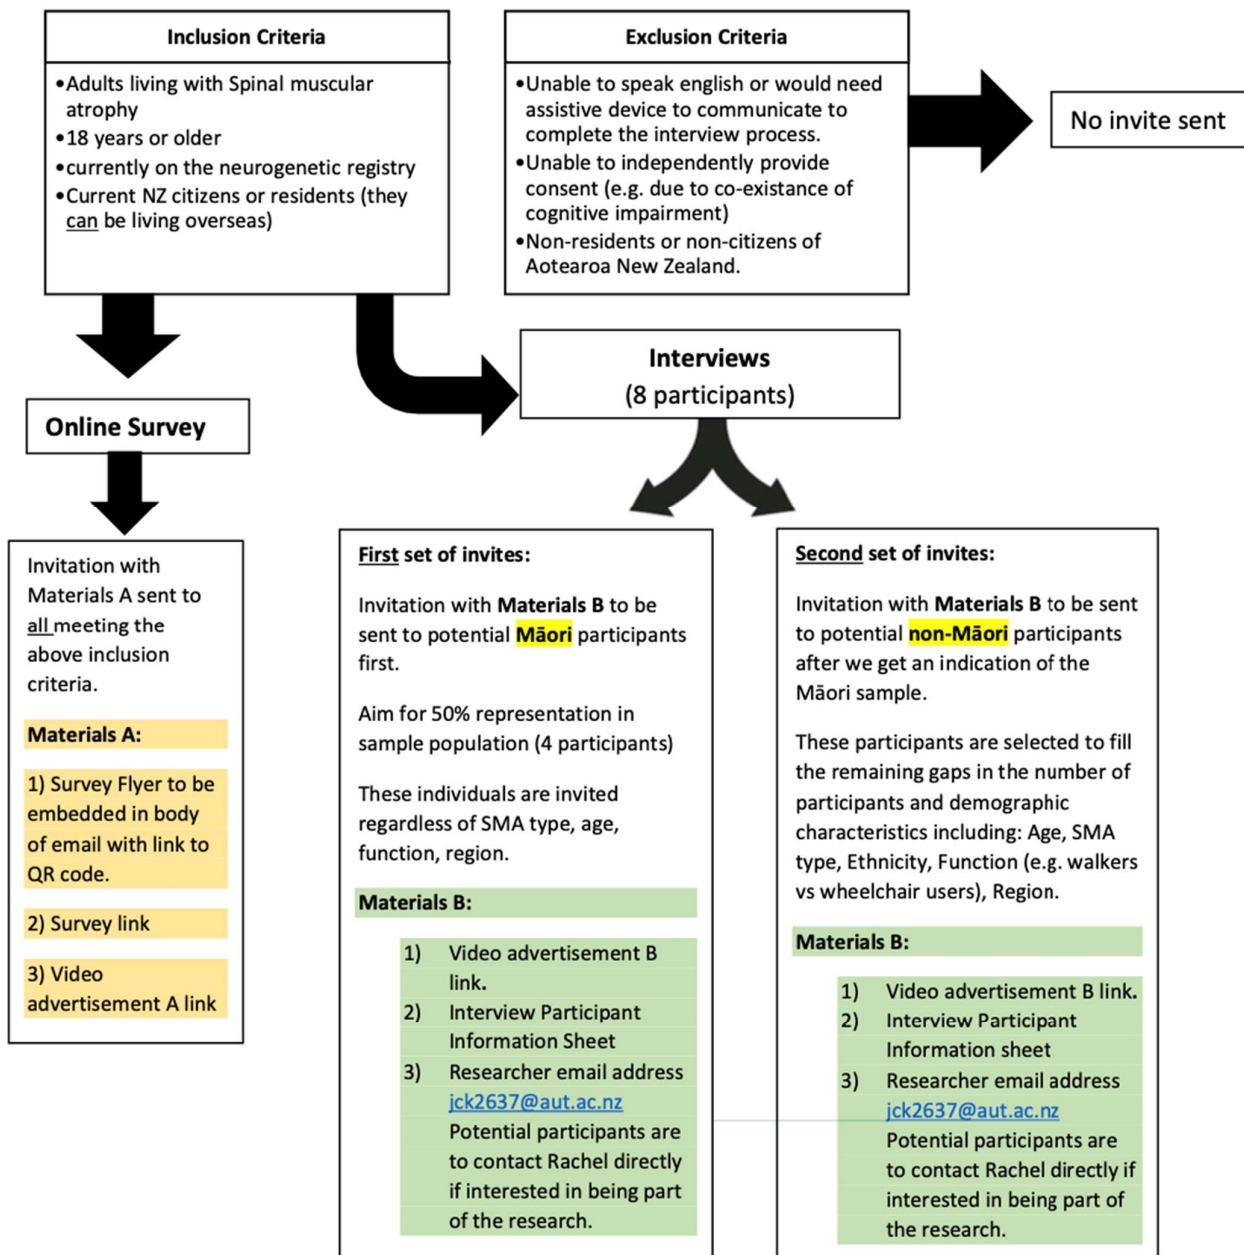 Inclusion Criteria
•Adults living with Spinal muscular
atrophy
•18 years or older
•currently on the neurogenetic registry
•Current NZ citizens or residents (they
can be living overseas)
Exclusion Criteria
•Unable to speak english or would need
assistive device to communicate to
complete the interview process.
•Unable to independently provide
consent (e.g. due to co-existance of
cognitive impairment)
•Non-residents or non-citizens of
Aotearoa New Zealand.
No invite sent
Interviews
(8 participants)
Online Survey
Invitation with
Materials A sent to
all meeting the
above inclusion
criteria.
Materials A:
1) Survey Flyer to be
embedded in body
of email with link to
QR code.
2) Survey link
3) Video
advertisement A link
First set of invites:
Invitation with Materials B to be
sent to potential Māori participants
first.
Aim for 50% representation in
sample population (4 participants)
These individuals are invited
regardless of SMA type, age,
function, region.
Materials B:
1) Video advertisement B
link.
2) Interview Participant
Information Sheet
3) Researcher email address
jck2637@aut.ac.nz
Potential participants are
to contact Rachel directly
if interested in being part
of the research.
Second set of invites:
Invitation with Materials B to be sent
to potential non-Māori participants
after we get an indication of the
Māori sample.
These participants are selected to fill
the remaining gaps in the number of
participants and demographic
characteristics including: Age, SMA
type, Ethnicity, Function (e.g. walkers
vs wheelchair users), Region.
Materials B:
1) Video advertisement B link.
2) Interview Participant
Information sheet
3) Researcher email address
jck2637@aut.ac.nz
Potential participants are
to contact Rachel directly if
interested in being part of
the research.